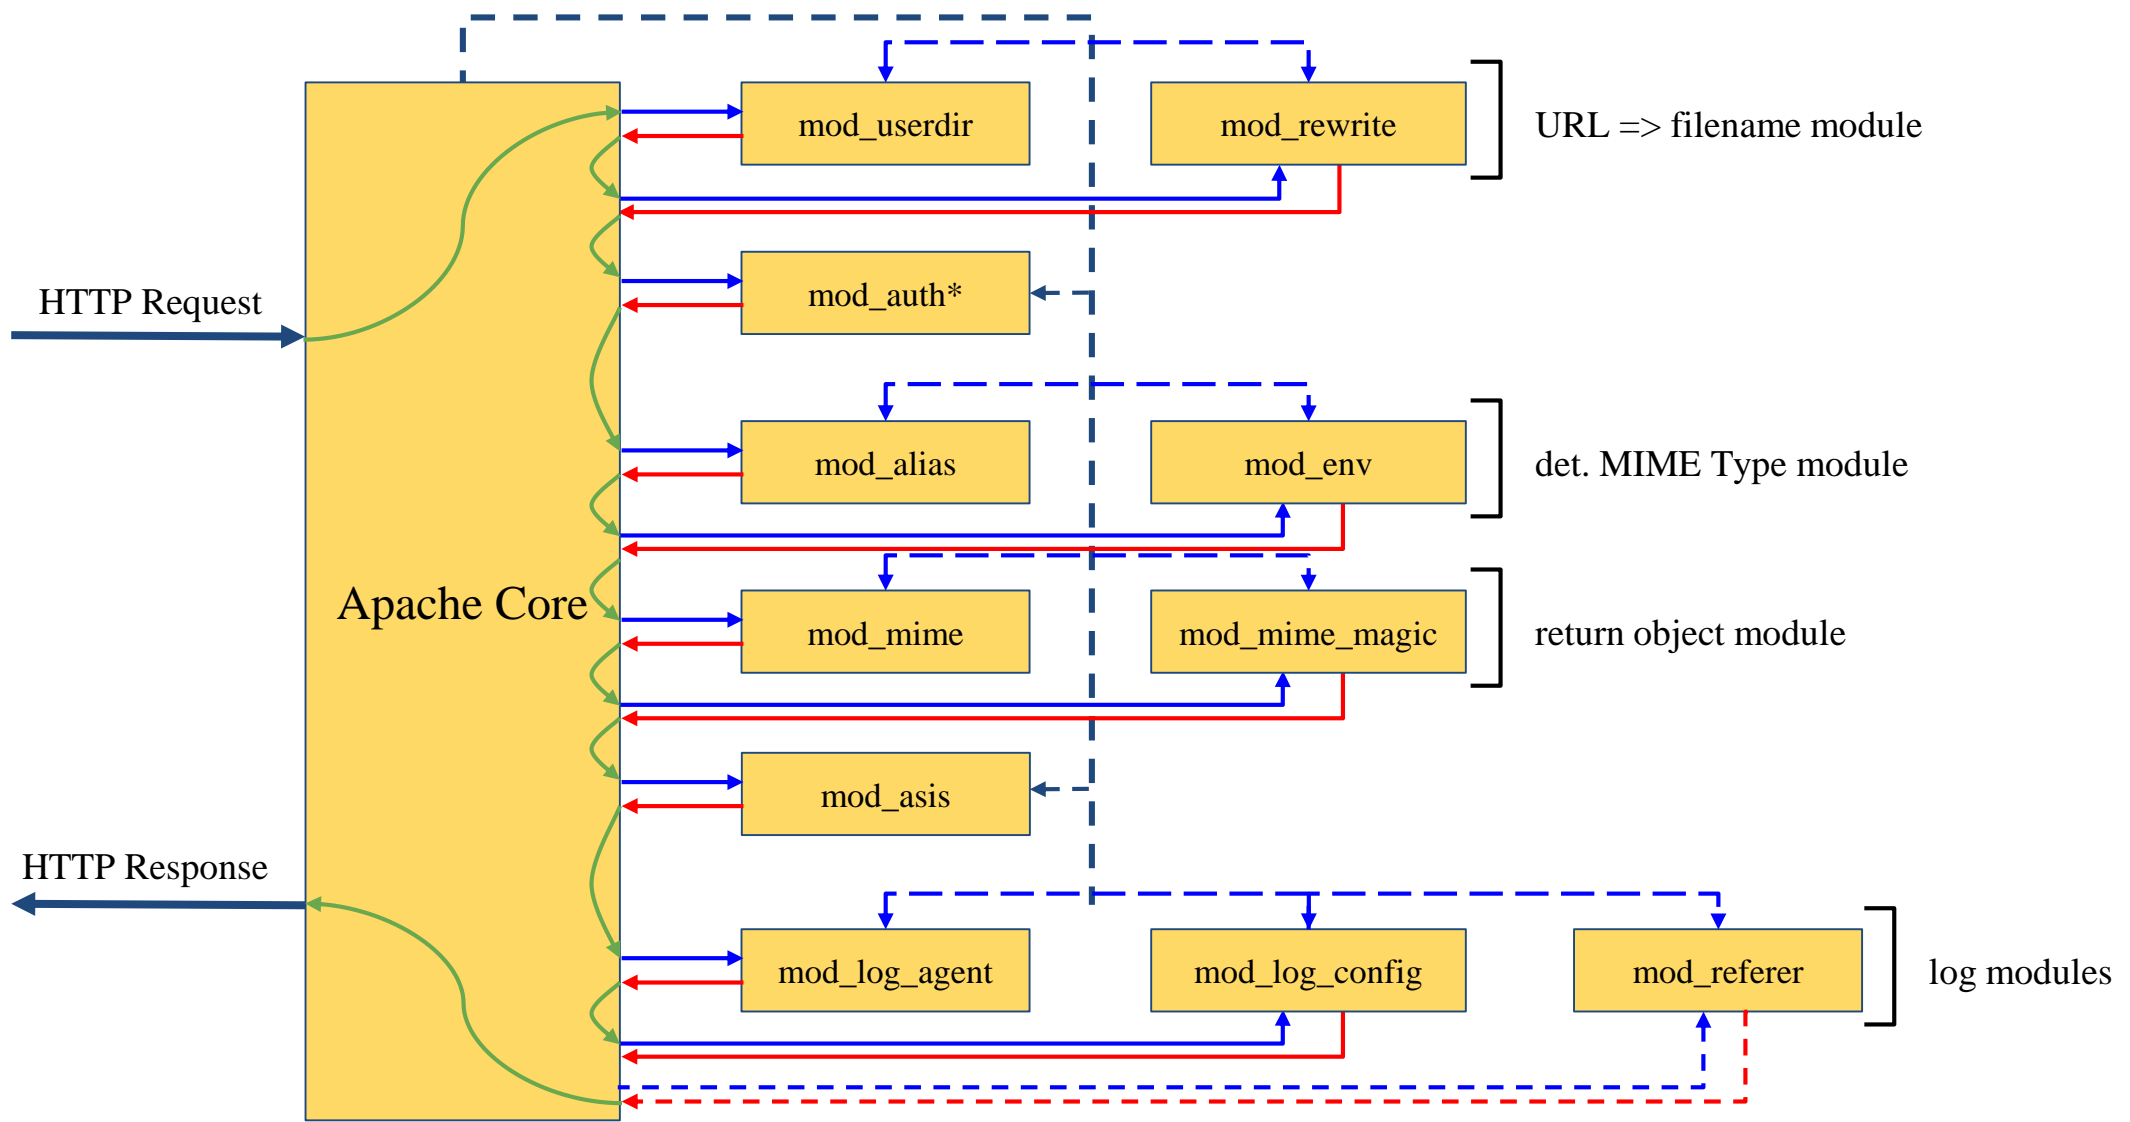 mod_userdir
mod_rewrite
URL => filename module
HTTP Request
mod_auth*
mod_alias
mod_env
det. MIME Type module
Apache Core
mod_mime
mod_mime_magic
return object module
mod_asis
HTTP Response
mod_log_agent
mod_log_config
mod_referer
log modules